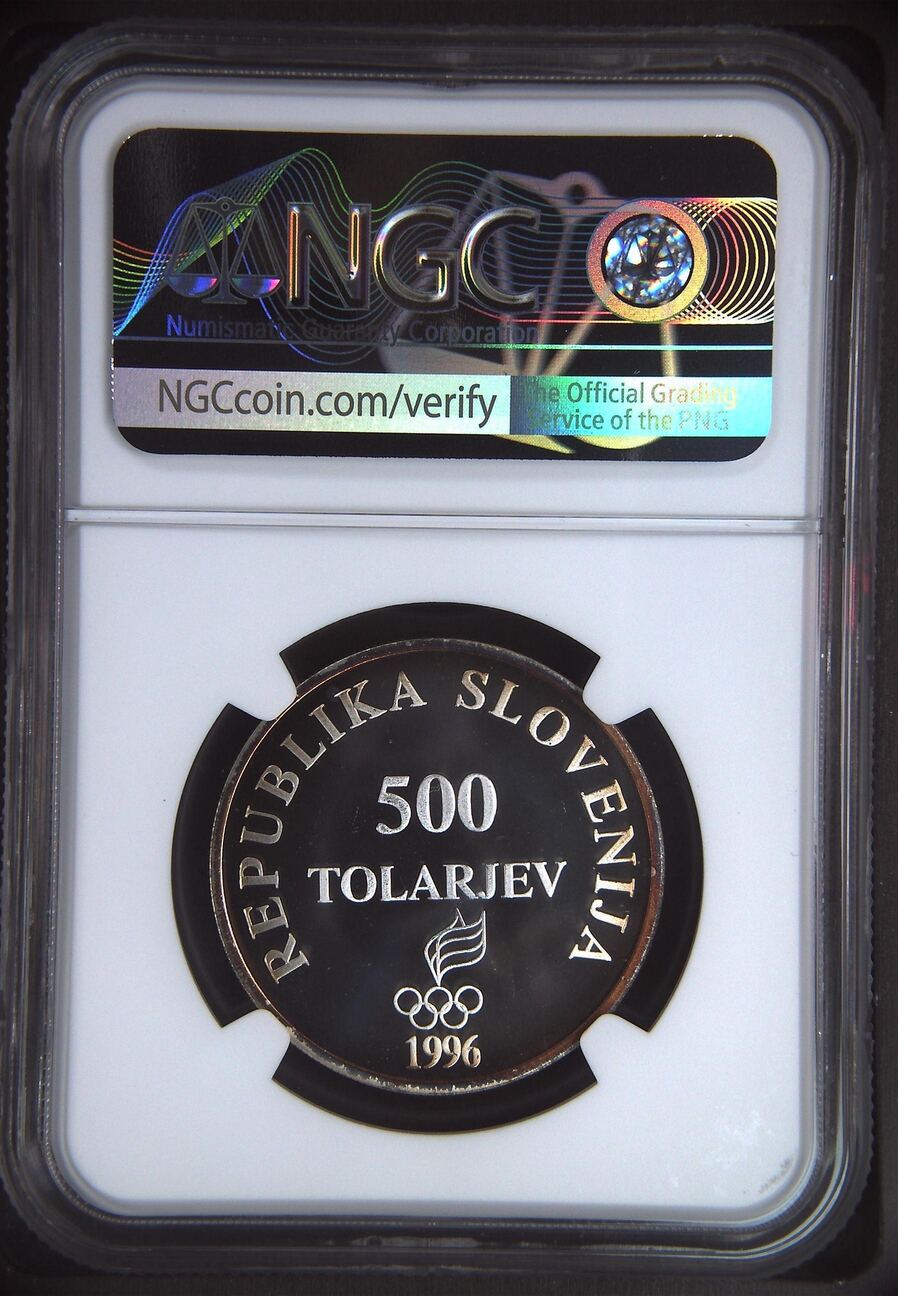 NGC
Numismatic Guaranty Corporation
NGCcoin.com/verify
The Official Grading
Service of the PNG
REPUBLIKA SLOVENIJA
500
TOLARJEV
1996